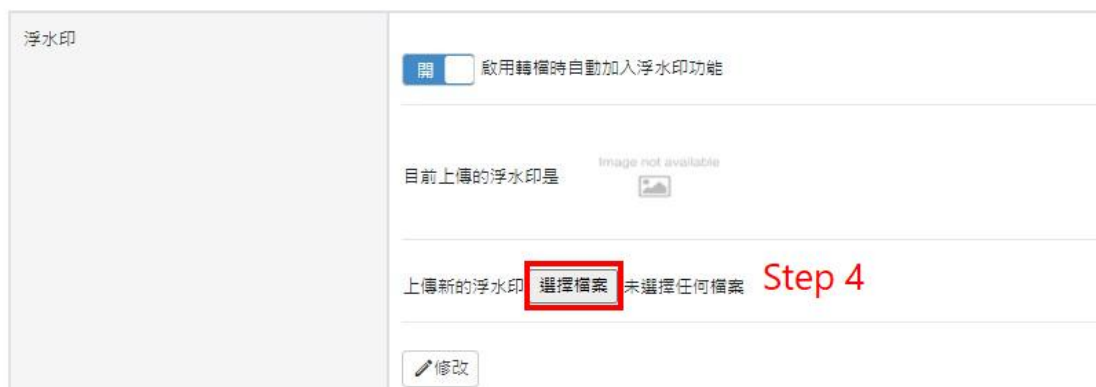 浮水印
開 啟用轉檔時自動加入浮水印功能
Image not available
目前上傳的浮水印是
上傳新的浮水印 選擇檔案 未選擇任何檔案 Step 4
修改